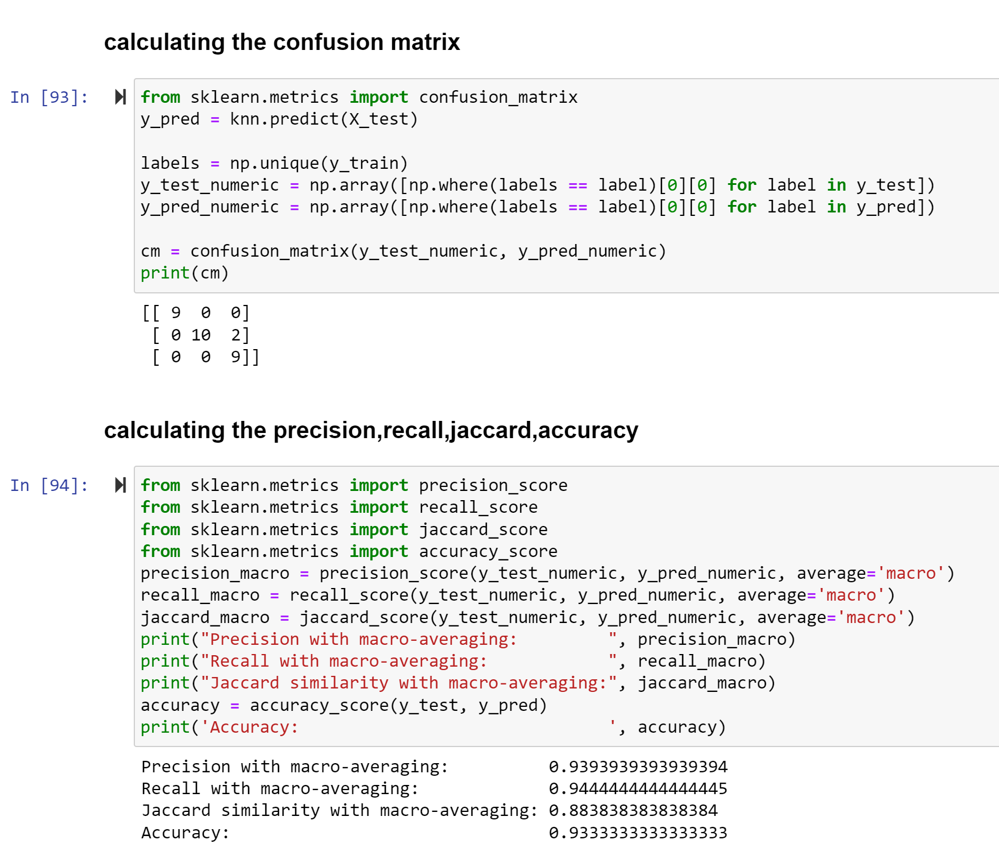 calculating the confusion matrix
In [93]:
from sklearn.metrics import confusion_matrix
y_pred = knn.predict(X_test)
labels = np.unique(y_train)
y_test_numeric = np.array([np.where(labels == label)[0][0] for label in y_test])
y_pred_numeric = np.array([np.where(labels == label)[0][0] for label in y_pred])
cm = confusion_matrix(y_test_numeric, y_pred_numeric)
print(cm)
[[ 9  0  0]
 [ 0 10  2]
 [ 0  0  9]]
calculating the precision,recall,jaccard,accuracy
In [94]:
from sklearn.metrics import precision_score
from sklearn.metrics import recall_score
from sklearn.metrics import jaccard_score
from sklearn.metrics import accuracy_score
precision_macro = precision_score(y_test_numeric, y_pred_numeric, average='macro')
recall_macro = recall_score(y_test_numeric, y_pred_numeric, average='macro')
jaccard_macro = jaccard_score(y_test_numeric, y_pred_numeric, average='macro')
print("Precision with macro-averaging:         ", precision_macro)
print("Recall with macro-averaging:            ", recall_macro)
print("Jaccard similarity with macro-averaging:", jaccard_macro)
accuracy = accuracy_score(y_test, y_pred)
print('Accuracy:                               ', accuracy)
Precision with macro-averaging:          0.9393939393939394
Recall with macro-averaging:             0.9444444444444445
Jaccard similarity with macro-averaging: 0.883838383838384
Accuracy:                                0.9333333333333333